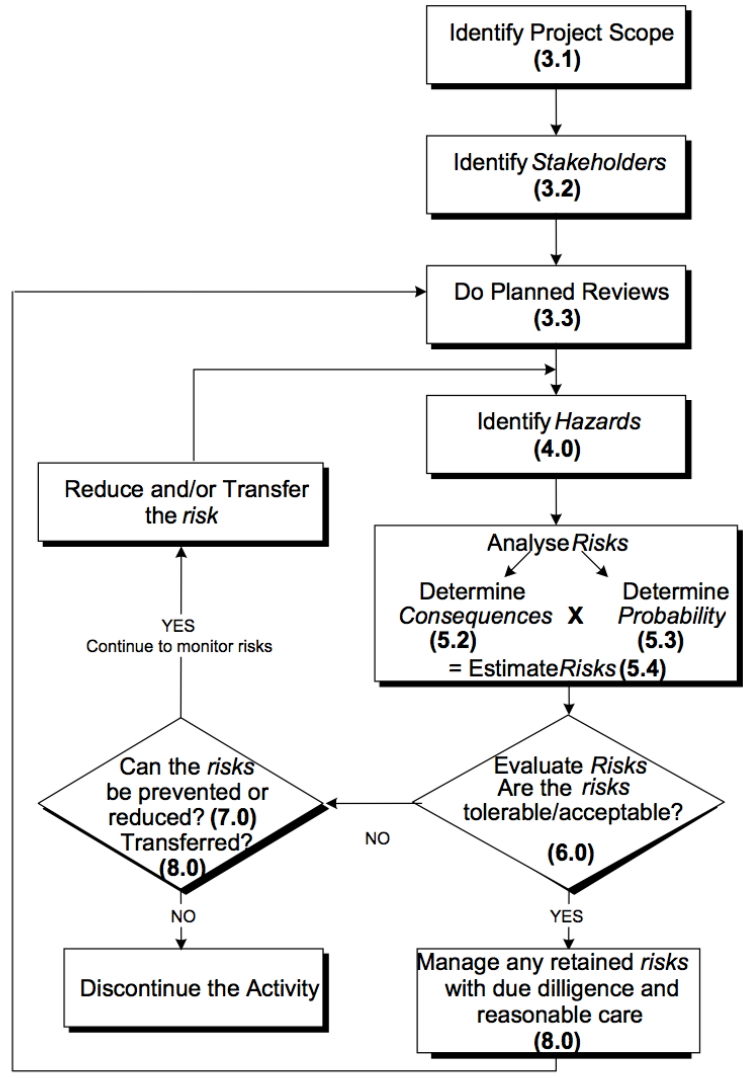 Identify Project Scope
(3.1)
Identify Stakeholders
(3.2)
Do Planned Reviews
(3.3)
Identify Hazards
(4.0)
Reduce and/or Transfer
the risk
Analyse Risks
Determine
Consequences
(5.2)
X
Determine
Probability
(5.3)
= Estimate Risks (5.4)
YES
Continue to monitor risks
Can the risks
be prevented or
reduced? (7.0)
Transferred?
(8.0)
NO
Evaluate Risks
Are the risks
tolerable/acceptable?
(6.0)
NO
YES
Discontinue the Activity
Manage any retained risks
with due dilligence and
reasonable care
(8.0)